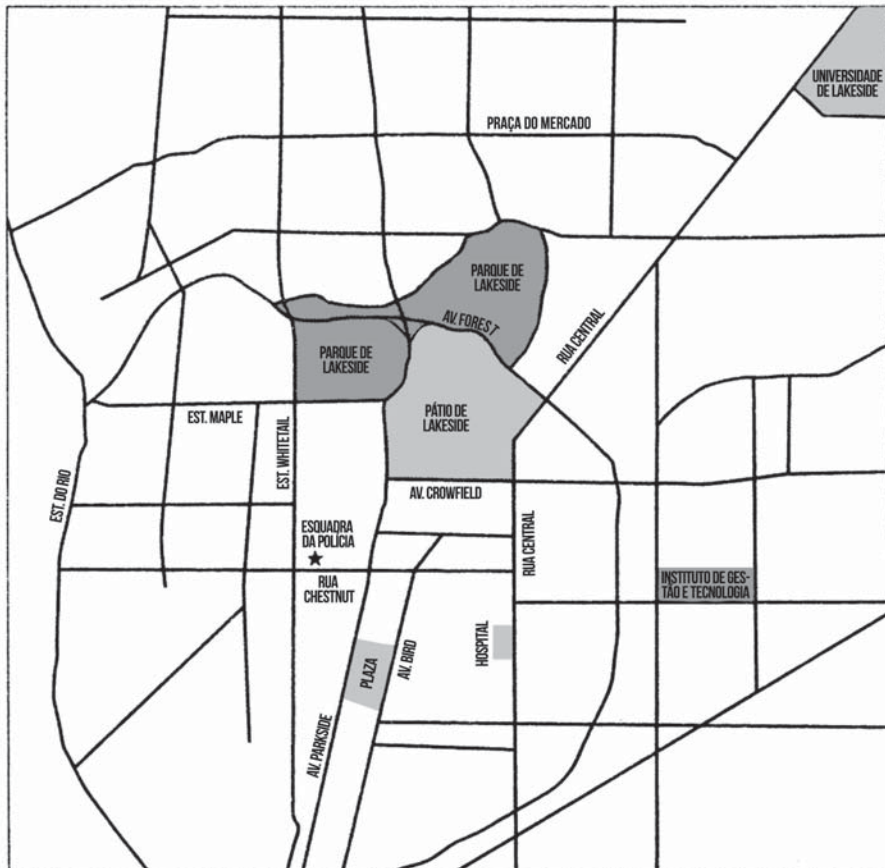 UNIVERSIDADE
DE LAKESIDE
PRAÇA DO MERCADO
PARQUE DE
LAKESIDE
AV. FOREST
RUA CENTRAL
PARQUE DE
LAKESIDE
PÁTIO DE
LAKESIDE
EST. MAPLE
EST. WHITETAIL
EST. DO RIO
AV. CROWFIELD
ESQUADRA
DA POLÍCIA
RUA CENTRAL
RUA
CHESTNUT
INSTITUTO DE GES-
TÃO E TECNOLOGIA
HOSPITAL
PLAZA
AV. BIRD
AV. PARKSIDE